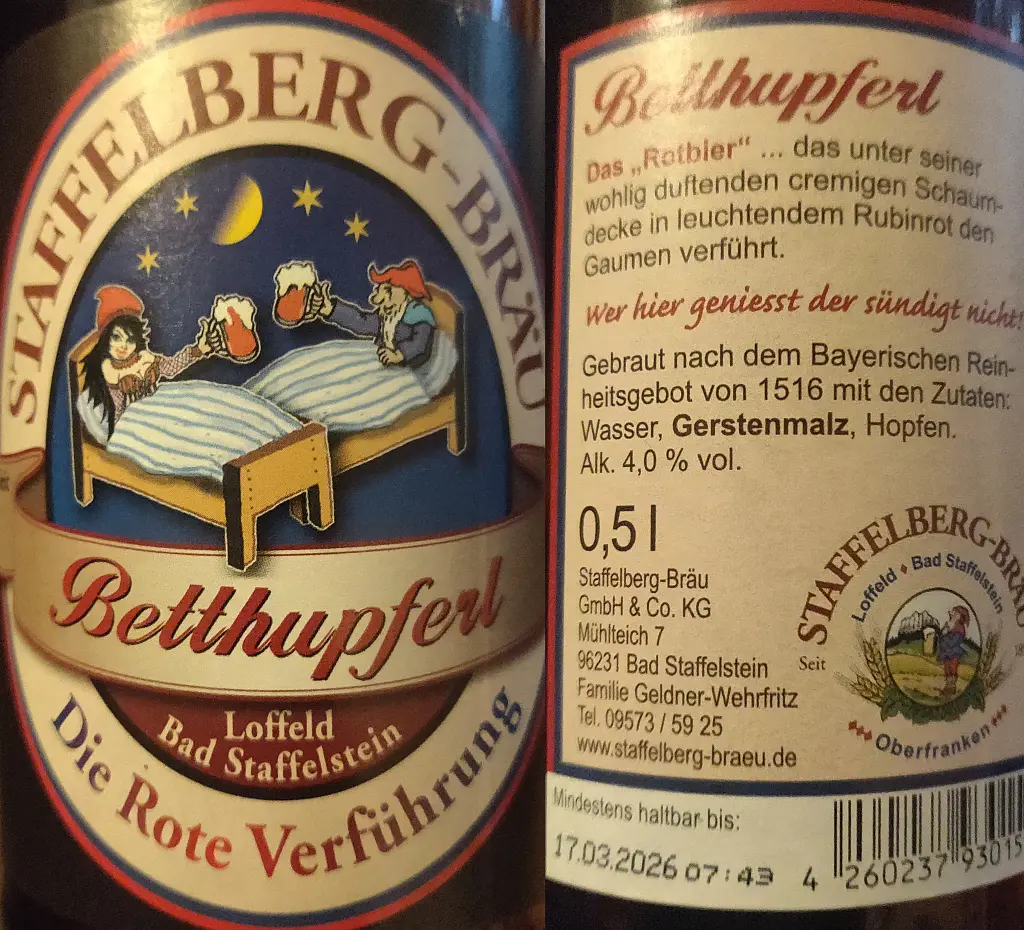 STAFFELBERG-BRÄU
Betthupferl
Loffeld
Bad Staffelstein
Die Rote Verführung
Betthupferl
Das „Rotbier“ ... das unter seiner
wohlig duftenden cremigen Schaum-
decke in leuchtendem Rubinrot den
Gaumen verführt.
Wer hier geniesst der sündigt nicht!
Gebraut nach dem Bayerischen Rein-
heitsgebot von 1516 mit den Zutaten:
Wasser, Gerstenmalz, Hopfen.
Alk. 4,0 % vol.
0,5 l
Staffelberg-Bräu
GmbH & Co. KG
Mühlteich 7
96231 Bad Staffelstein
Familie Geldner-Wehrfritz
Tel. 09573 / 59 25
www.staffelberg-braeu.de
STAFFELBERG-BRÄU
Loffeld ♦ Bad Staffelstein
Seit
Oberfranken
Mindestens haltbar bis:
17.03.2026 07:43
4 260237 93015